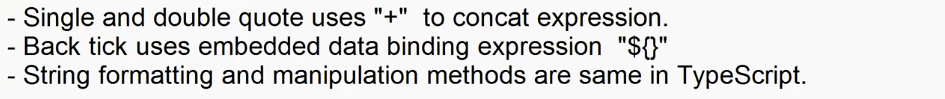 - Single and double quote uses "+"  to concat expression.
- Back tick uses embedded data binding expression  "${}"
- String formatting and manipulation methods are same in TypeScript.